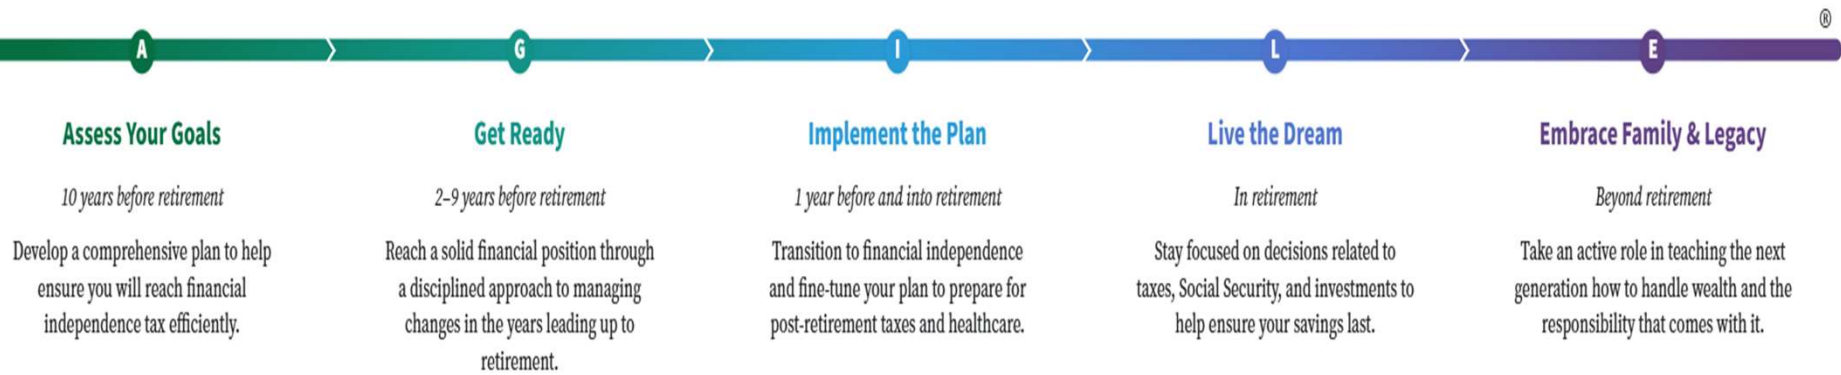 ®
A
G
I
L
E
Assess Your Goals
10 years before retirement
Develop a comprehensive plan to help
ensure you will reach financial
independence tax efficiently.
Get Ready
2–9 years before retirement
Reach a solid financial position through
a disciplined approach to managing
changes in the years leading up to
retirement.
Implement the Plan
1 year before and into retirement
Transition to financial independence
and fine-tune your plan to prepare for
post-retirement taxes and healthcare.
Live the Dream
In retirement
Stay focused on decisions related to
taxes, Social Security, and investments to
help ensure your savings last.
Embrace Family & Legacy
Beyond retirement
Take an active role in teaching the next
generation how to handle wealth and the
responsibility that comes with it.